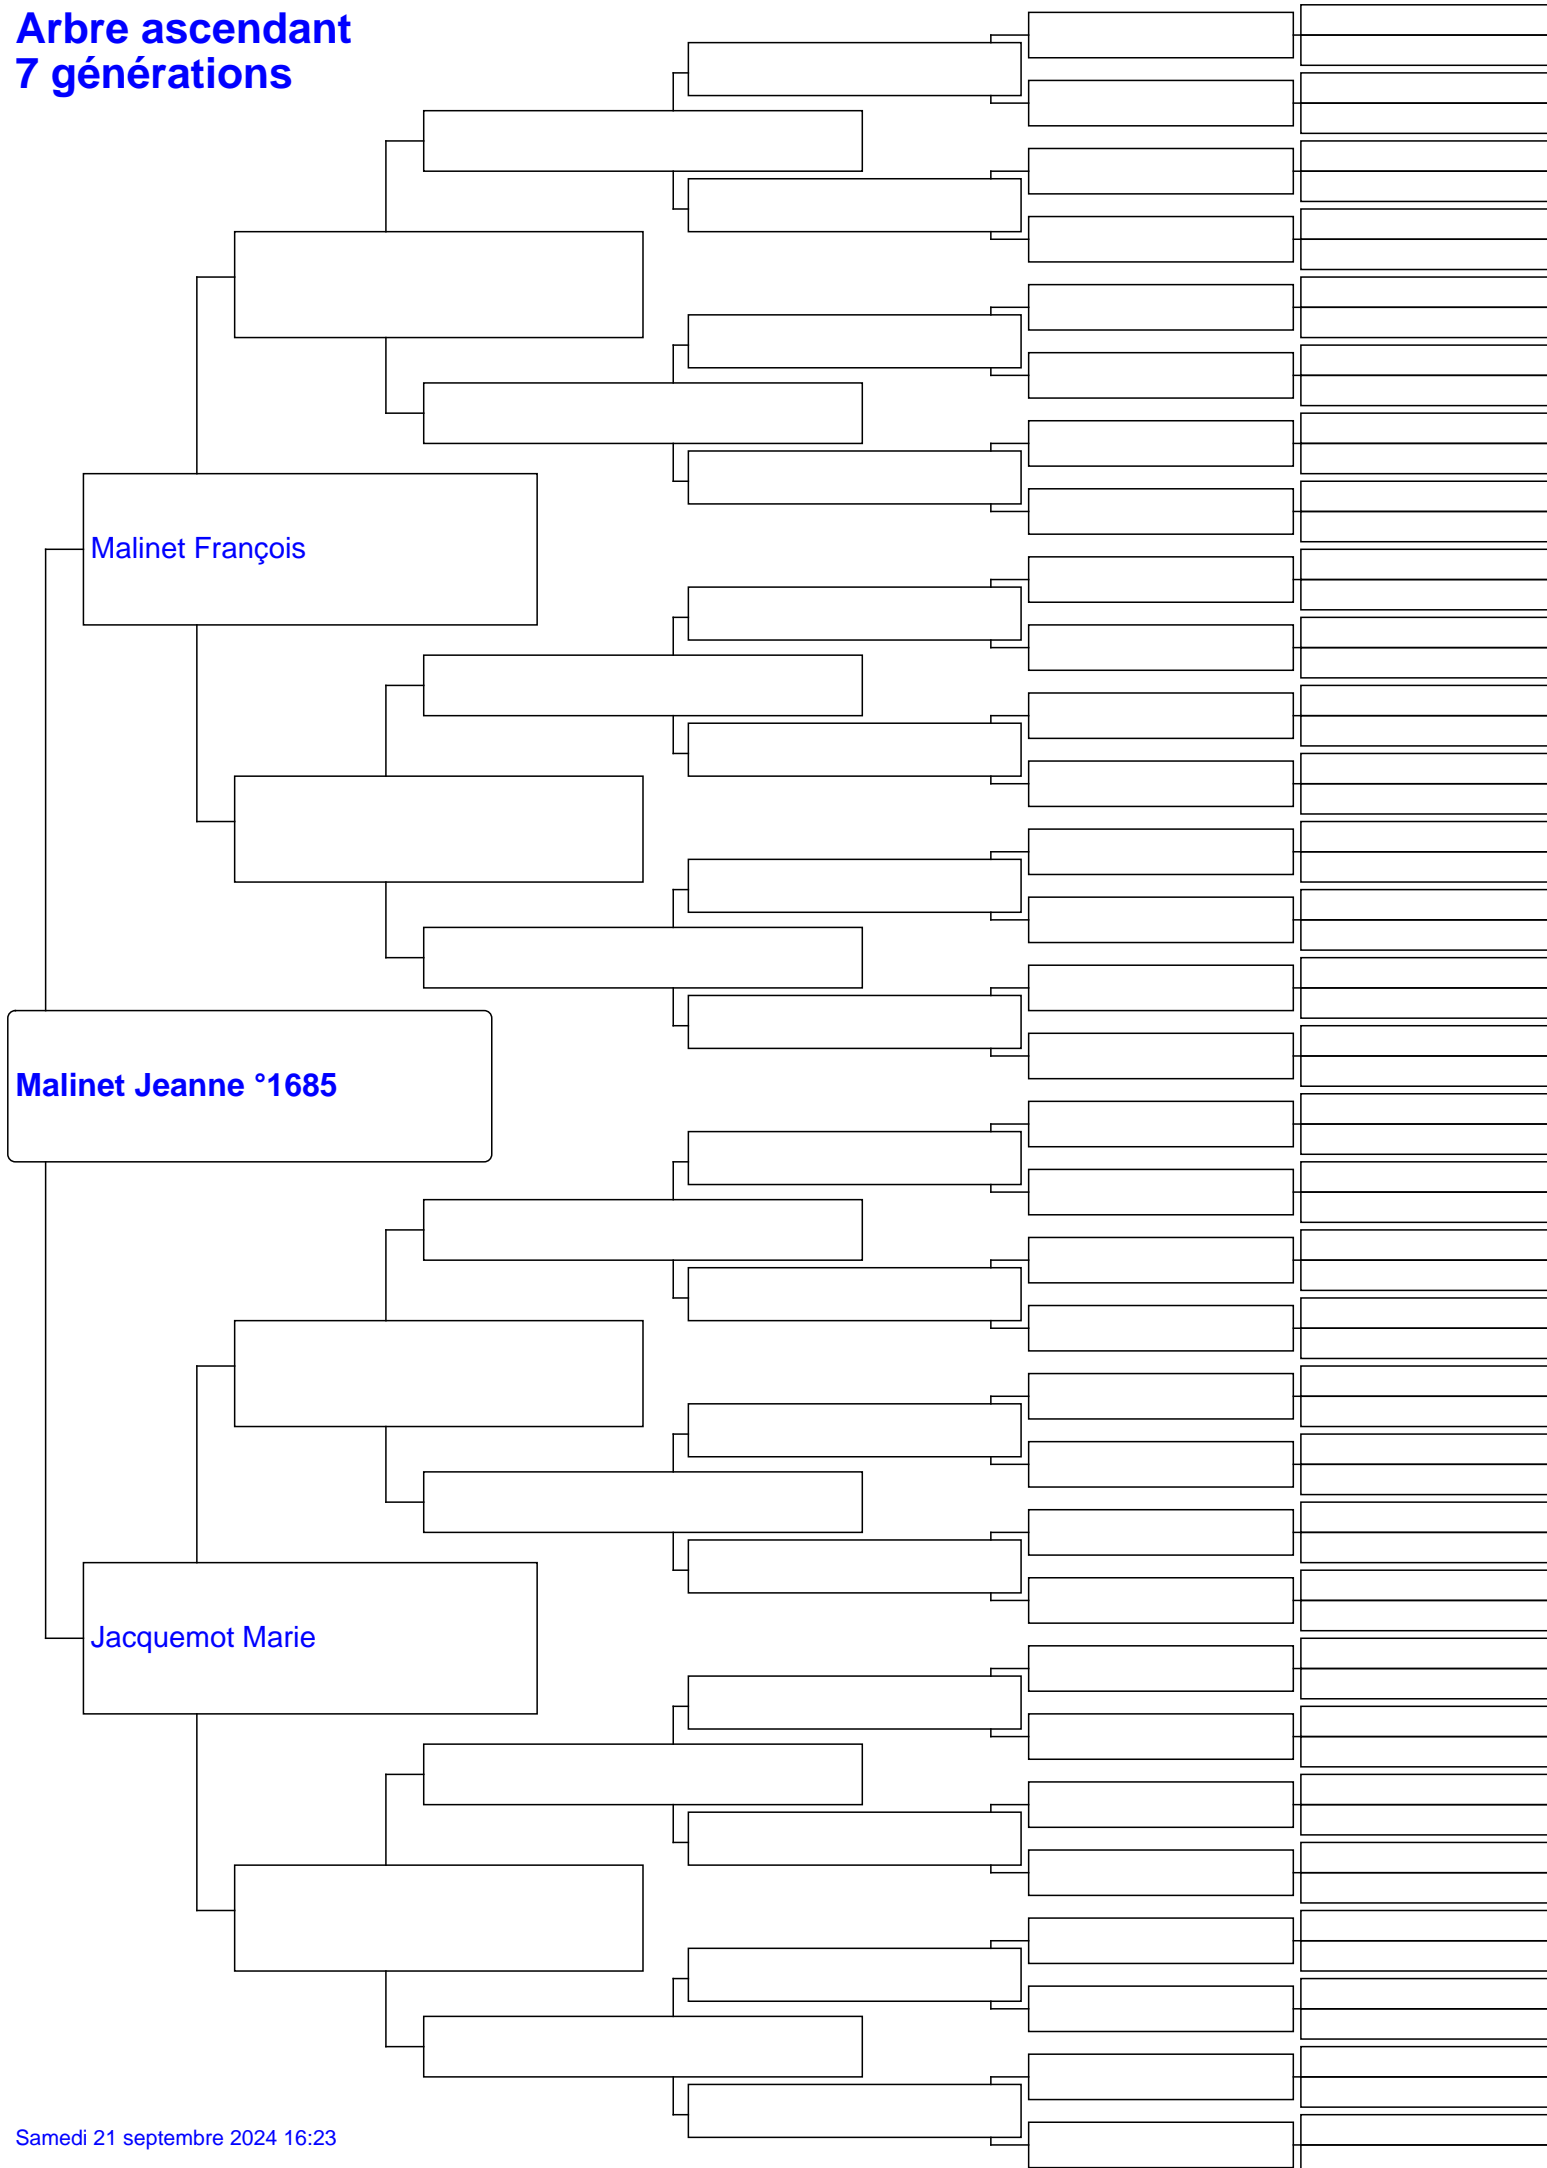 Arbre ascendant
7 générations
Malinet François
Malinet Jeanne °1685
Jacquemot Marie
Samedi 21 septembre 2024 16:23